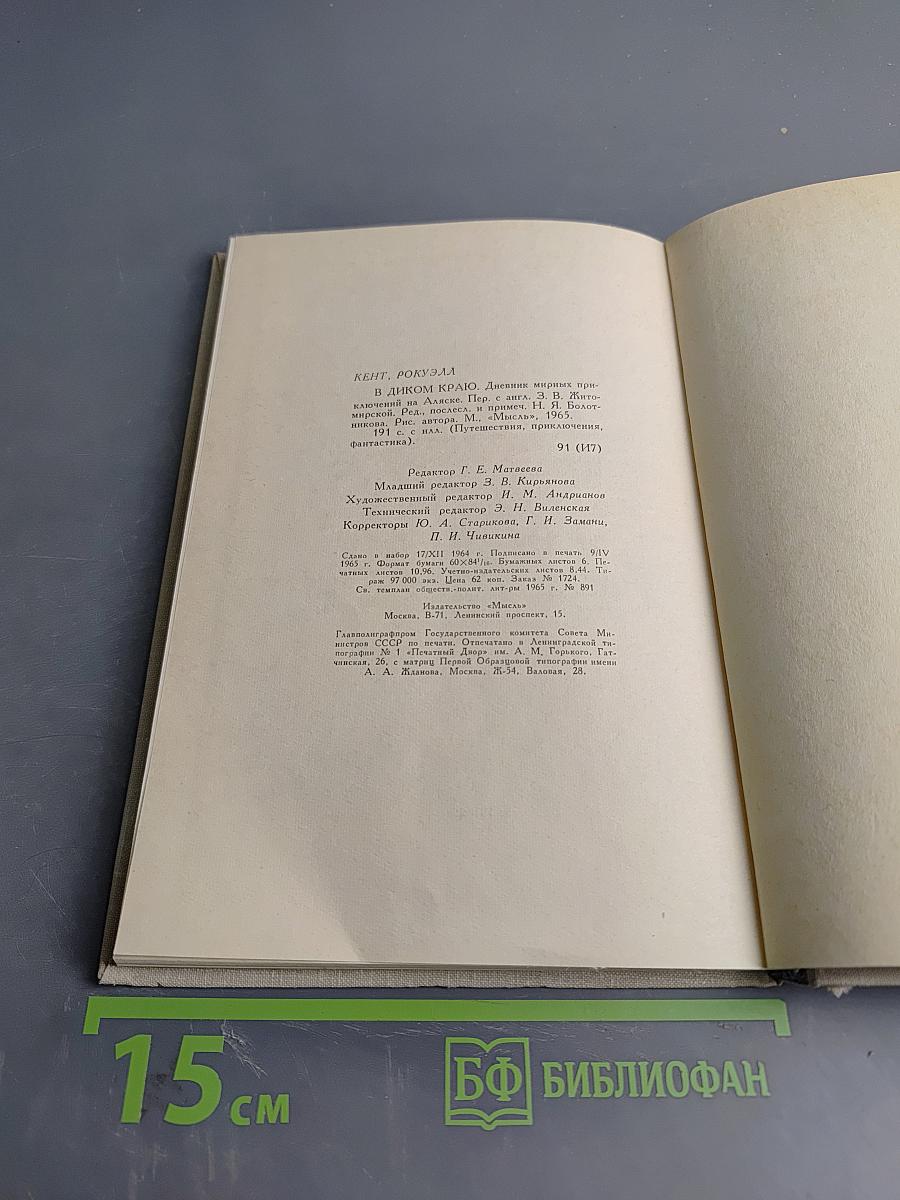 КЕНТ, РОКУЭЛЛ
В ДИКОМ КРАЮ. Дневник мирных при-
ключений на Аляске. Пер. с англ. З. В. Жито-
мирской. Ред., послесл. и примеч. Н. Я. Болот-
никова. Рис. автора. М., «Мысль», 1965.
191 с. с илл. (Путешествия, приключения,
фантастика).
91 (И7)
Редактор Г. Е. Матвеева
Младший редактор З. В. Кирьянова
Художественный редактор И. М. Андрианов
Технический редактор Э. Н. Виленская
Корректоры Ю. А. Старикова, Г. И. Замани,
П. И. Чивикина
Сдано в набор 17/XII 1964 г. Подписано в печать 9/IV
1965 г. Формат бумаги 60×84¹/₁₆. Бумажных листов 6. Пе-
чатных листов 10,96. Учетно-издательских листов 8,44. Ти-
раж 97 000 экз. Цена 62 коп. Заказ № 1724.
Св. темплан обществ.-полит. лит-ры 1965 г. № 891
Издательство «Мысль»
Москва, В-71, Ленинский проспект, 15.
Главполиграфпром Государственного комитета Совета Ми-
нистров СССР по печати. Отпечатано в Ленинградской ти-
пографии № 1 «Печатный Двор» им. А. М. Горького, Гат-
чинская, 26, с матриц Первой Образцовой типографии имени
А. А. Жданова, Москва, Ж-54, Валовая, 28.
15 см
БФ БИБЛИОФАН